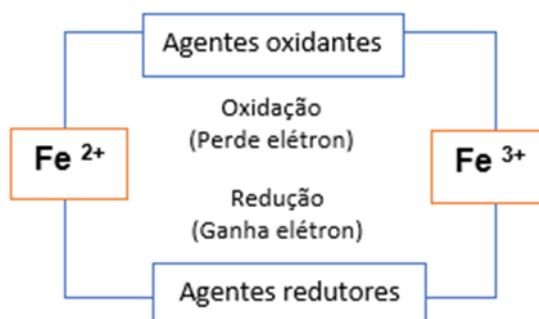 Agentes oxidantes
Oxidação
(Perde elétron)
Fe 2+
Fe 3+
Redução
(Ganha elétron)
Agentes redutores